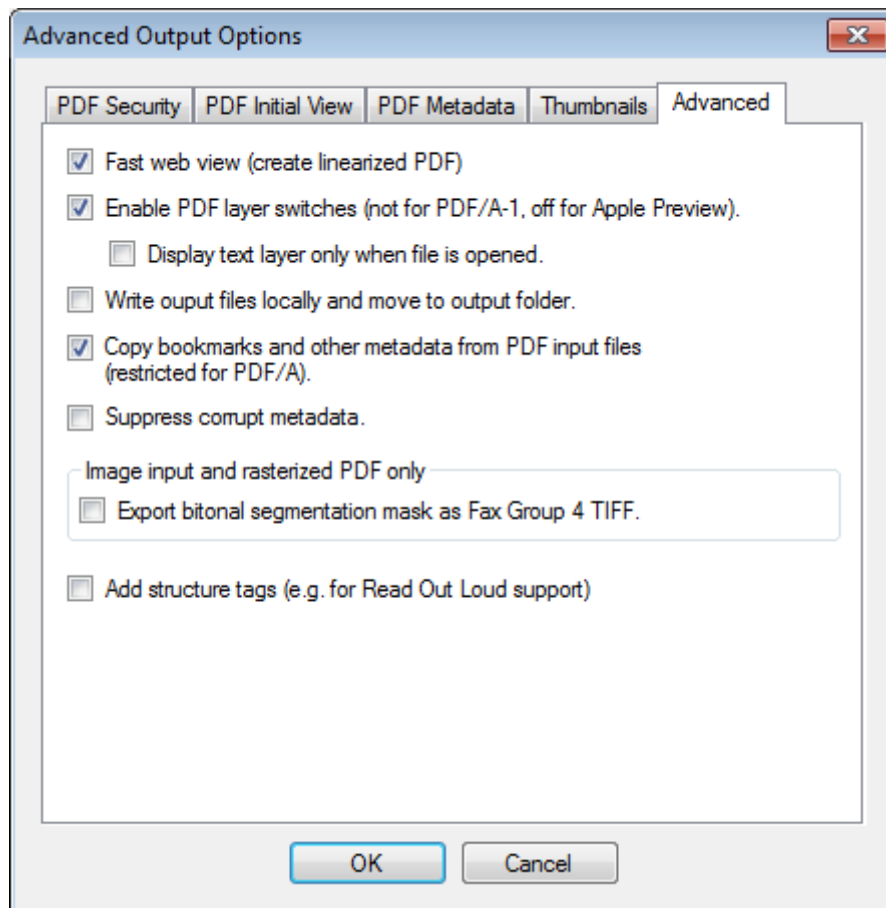 Advanced Output Options
PDF Security PDF Initial View PDF Metadata Thumbnails Advanced
Fast web view (create linearized PDF)
Enable PDF layer switches (not for PDF/A-1, off for Apple Preview).
Display text layer only when file is opened.
Write ouput files locally and move to output folder.
Copy bookmarks and other metadata from PDF input files
(restricted for PDF/A).
Suppress corrupt metadata.
Image input and rasterized PDF only
Export bitonal segmentation mask as Fax Group 4 TIFF.
Add structure tags (e.g. for Read Out Loud support)
OK Cancel